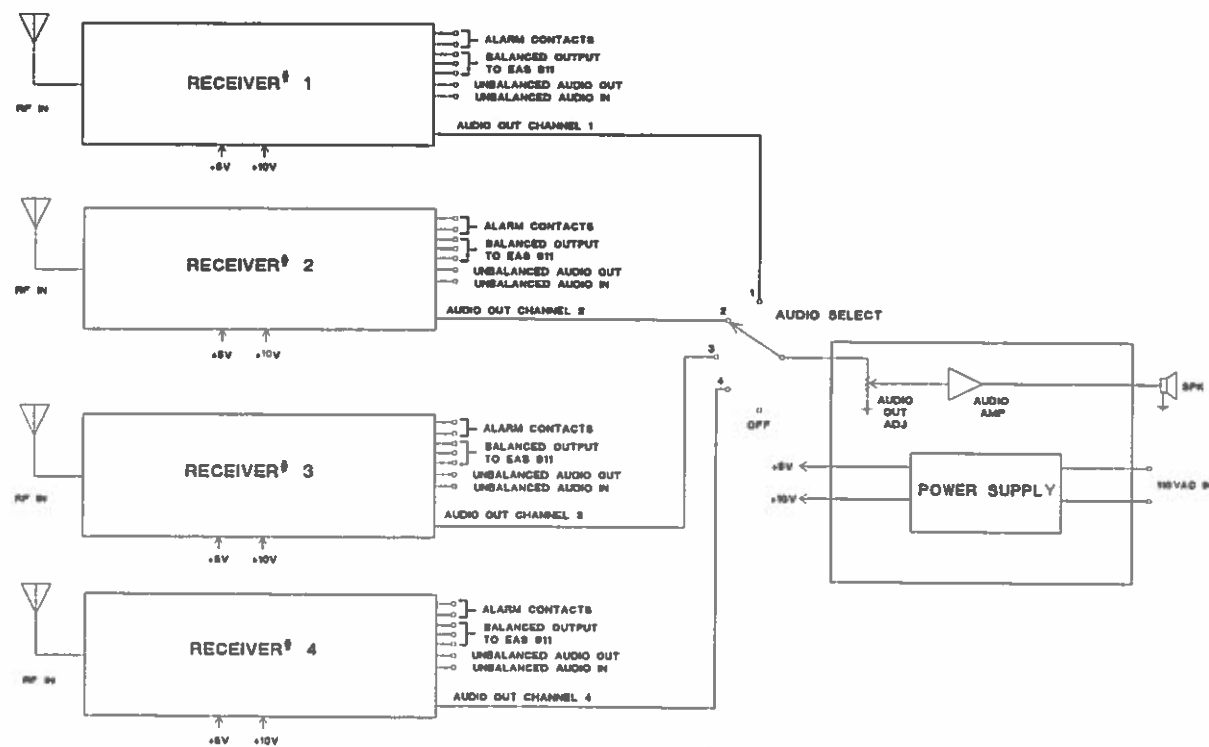 RECEIVER# 1
RF IN
ALARM CONTACTS
BALANCED OUTPUT
TO EAS 911
UNBALANCED AUDIO OUT
UNBALANCED AUDIO IN
AUDIO OUT CHANNEL 1
+10V
RECEIVER# 2
RF IN
ALARM CONTACTS
BALANCED OUTPUT
TO EAS 911
UNBALANCED AUDIO OUT
UNBALANCED AUDIO IN
AUDIO OUT CHANNEL 2
+10V
1
2
3
4
OFF
AUDIO SELECT
RECEIVER# 3
RF IN
ALARM CONTACTS
BALANCED OUTPUT
TO EAS 911
UNBALANCED AUDIO OUT
UNBALANCED AUDIO IN
AUDIO OUT CHANNEL 3
+10V
RECEIVER# 4
RF IN
ALARM CONTACTS
BALANCED OUTPUT
TO EAS 911
UNBALANCED AUDIO OUT
UNBALANCED AUDIO IN
AUDIO OUT CHANNEL 4
+10V
AUDIO
OUT
ADJ
AUDIO
AMP
SPK
+10V
POWER SUPPLY
110VAC IN